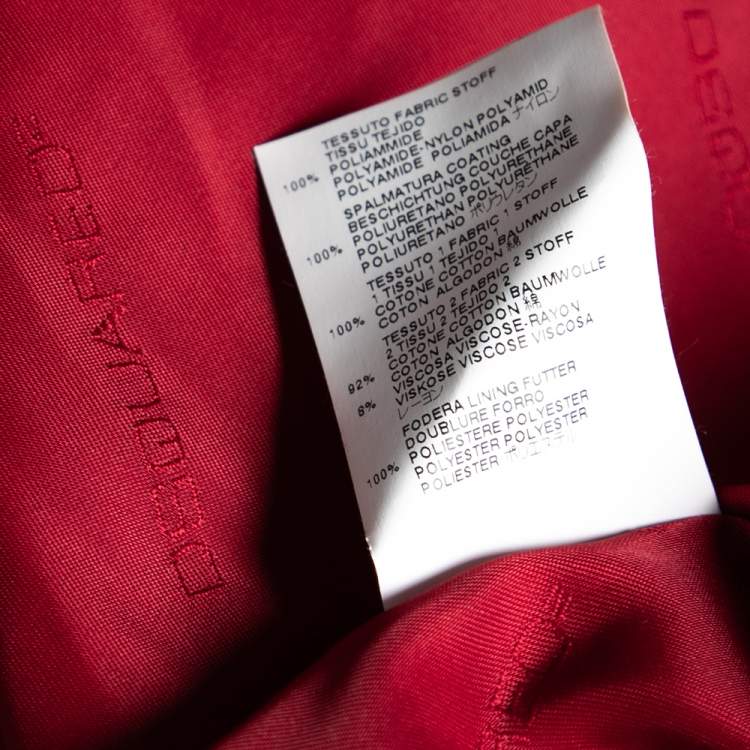 TESSUTO FABRIC STOFF
TISSU TEJIDO
POLIAMMIDE
100% POLYAMIDE-NYLON POLYAMID
POLYAMIDE POLIAMIDA ナイロン
SPALMATURA COATING
BESCHICHTUNG COUCHE CAPA
POLIURETANO POLYURETHANE
100% POLYURETHAN POLYURETHANE
POLIURETANO ポリウレタン
TESSUTO 1 FABRIC 1 STOFF
1 TISSU 1 TEJIDO 1
COTONE COTTON BAUMWOLLE
100% COTON ALGODON 綿
TESSUTO 2 FABRIC 2 STOFF
2 TISSU 2 TEJIDO 2
COTONE COTTON BAUMWOLLE
92% COTON ALGODON 綿
VISCOSA VISCOSE-RAYON
8% VISKOSE VISCOSE VISCOSA
レーヨン
FODERA LINING FUTTER
DOUBLURE FORRO
POLIESTERE POLYESTER
100% POLYESTER POLYESTER
POLIESTER ポリエステル
DSQUARED2